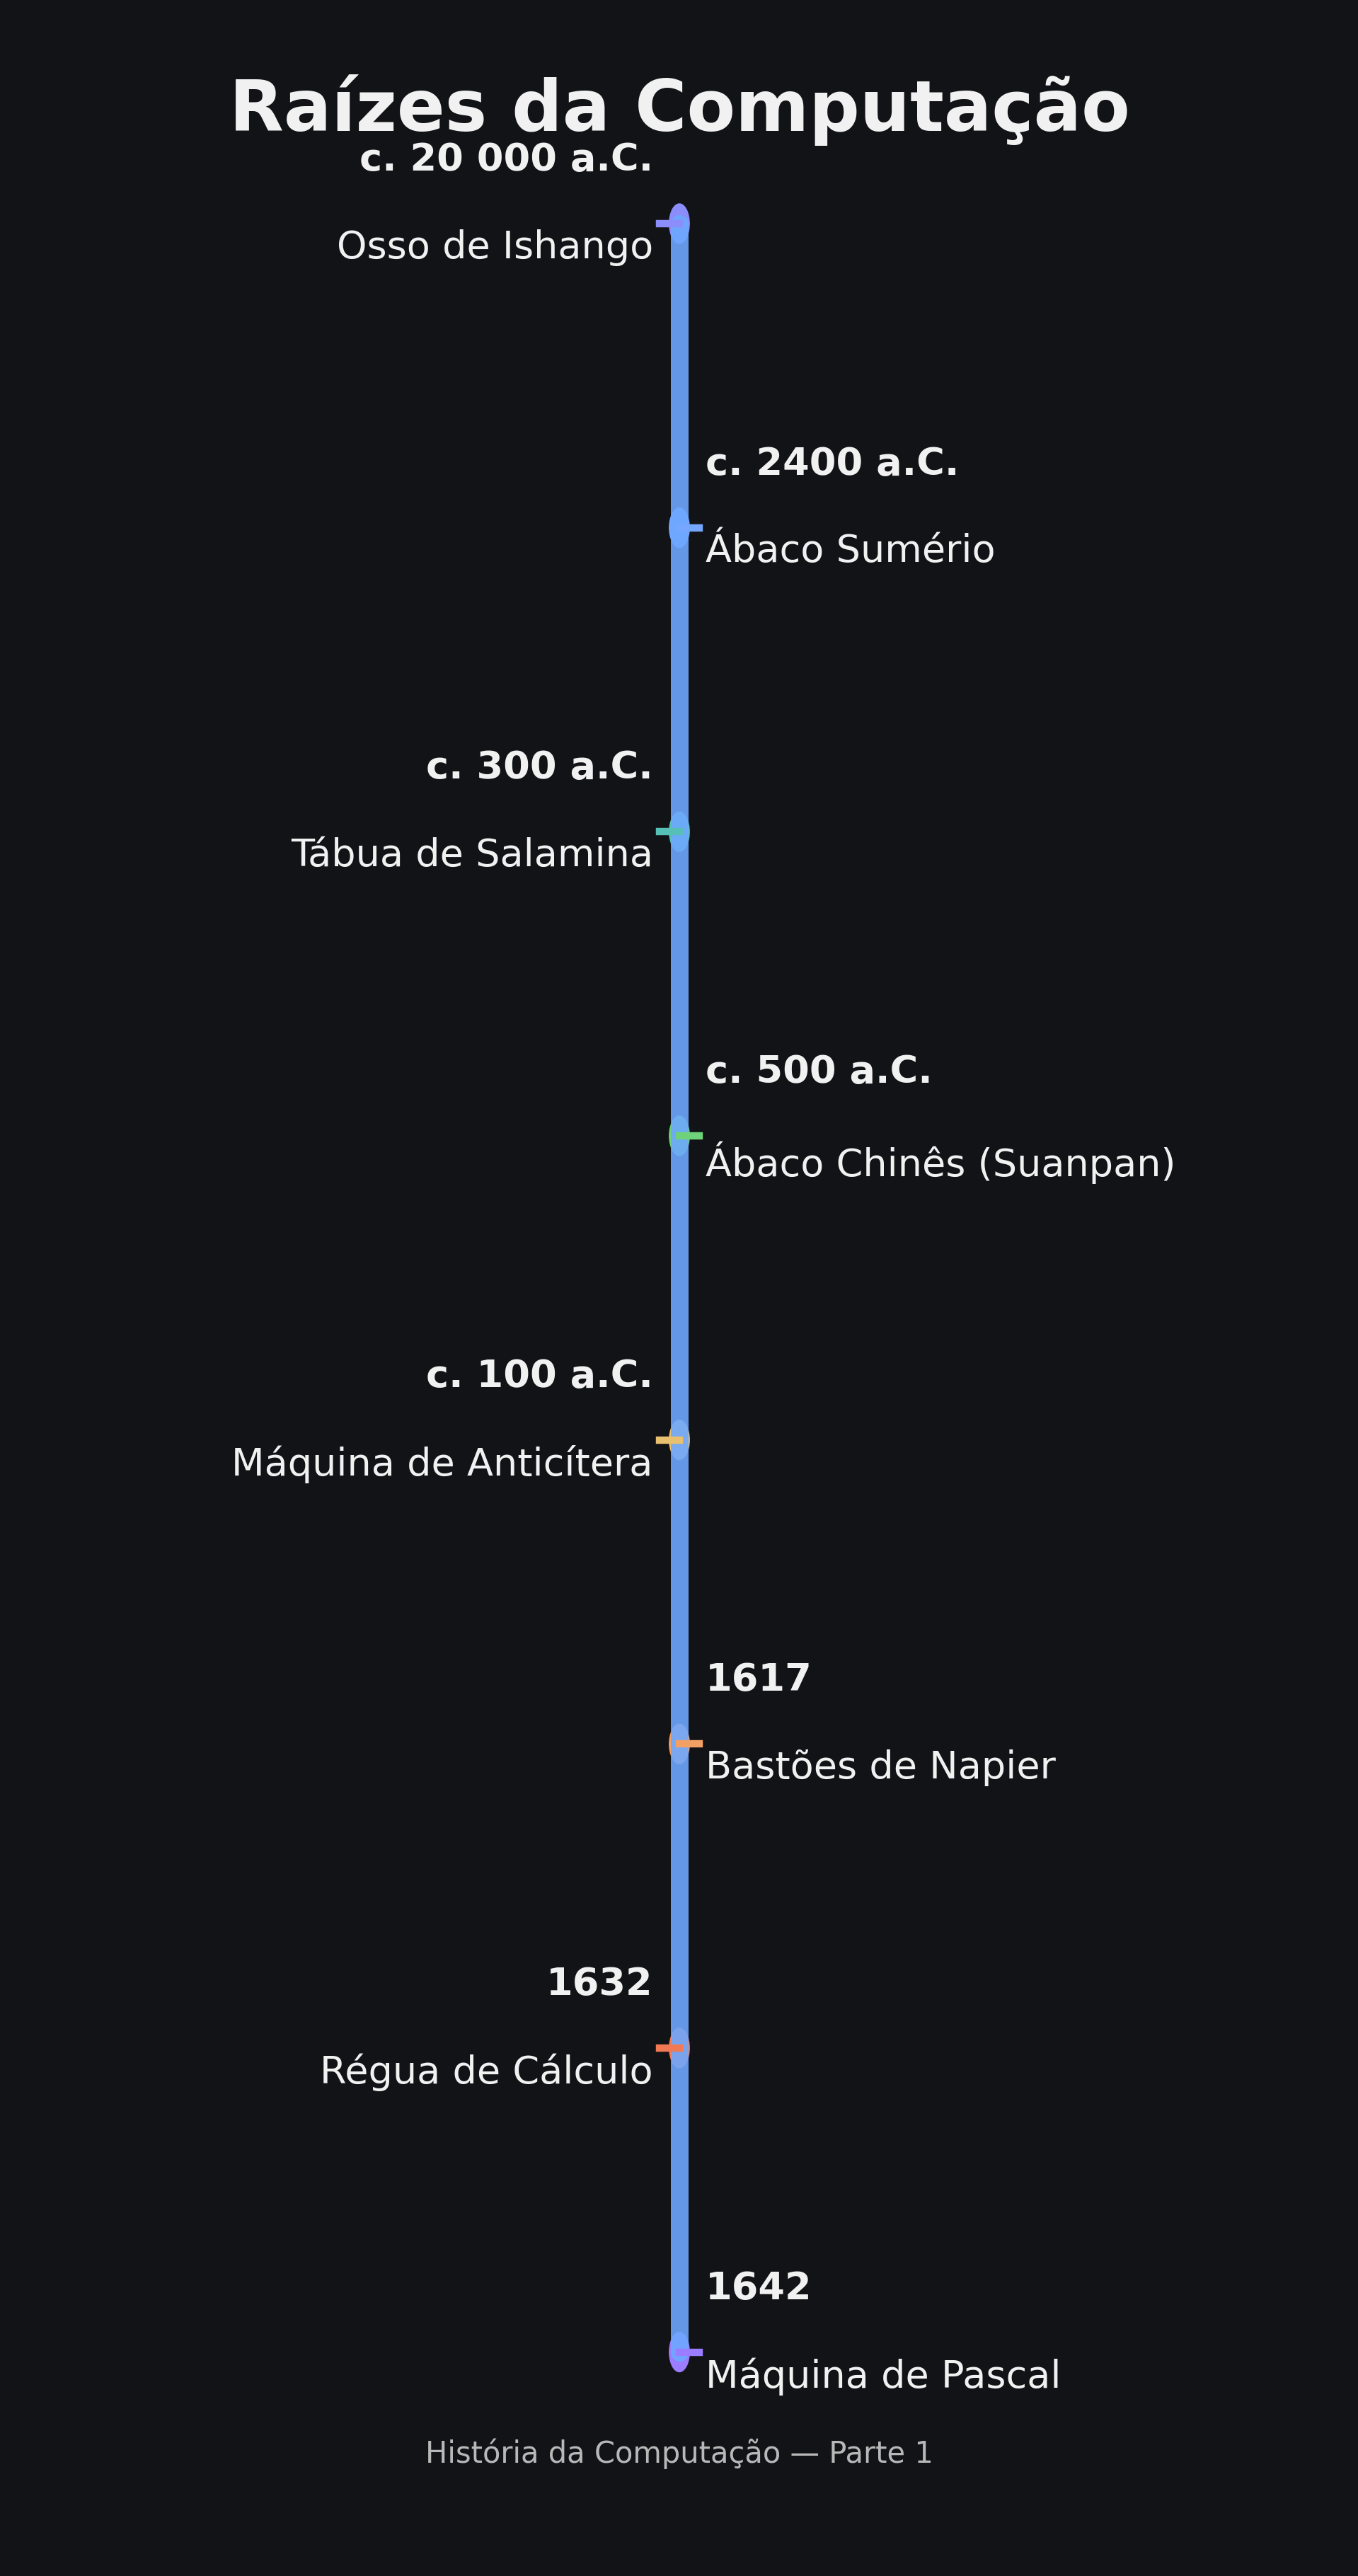 Raízes da Computação
c. 20 000 a.C.
Osso de Ishango
c. 2400 a.C.
Ábaco Sumério
c. 300 a.C.
Tábua de Salamina
c. 500 a.C.
Ábaco Chinês (Suanpan)
c. 100 a.C.
Máquina de Anticítera
1617
Bastões de Napier
1632
Régua de Cálculo
1642
Máquina de Pascal
História da Computação — Parte 1